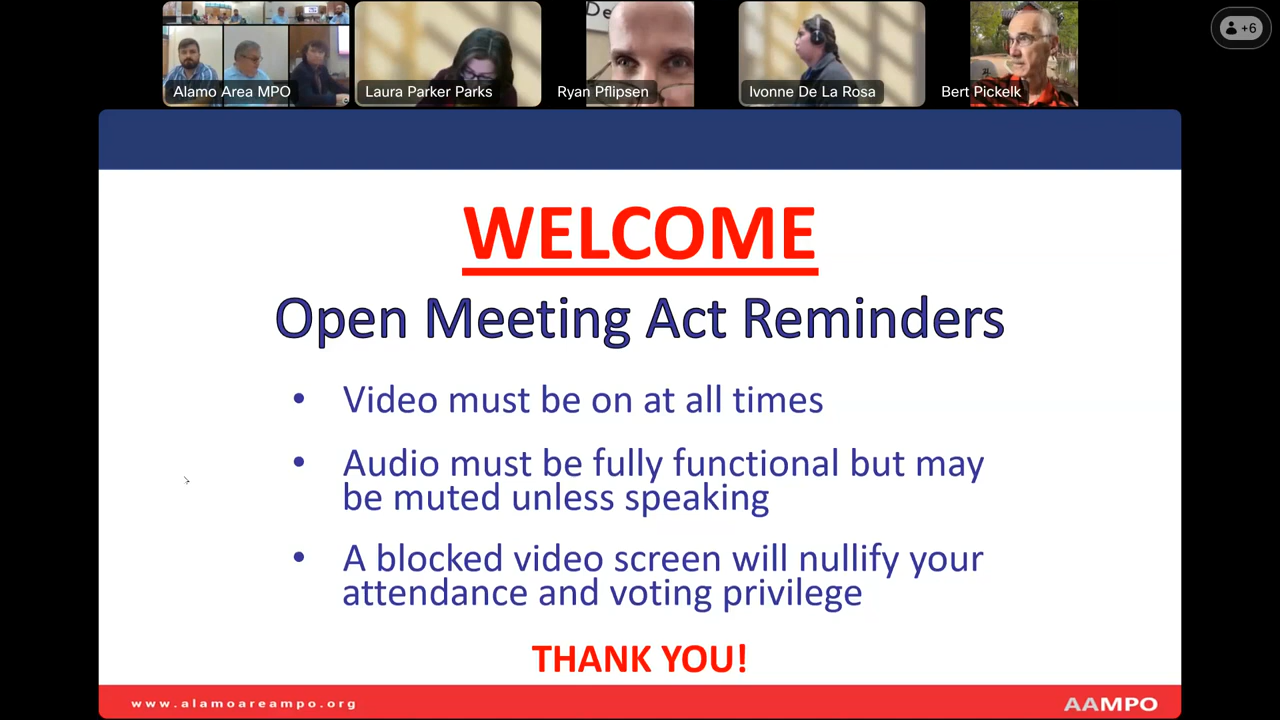 +6
Alamo Area MPO
Laura Parker Parks
Ryan Pflipsen
Ivonne De La Rosa
Bert Pickelk
WELCOME
Open Meeting Act Reminders
• Video must be on at all times
• Audio must be fully functional but may
be muted unless speaking
• A blocked video screen will nullify your
attendance and voting privilege
THANK YOU!
www.alamoareampo.org
AAMPO